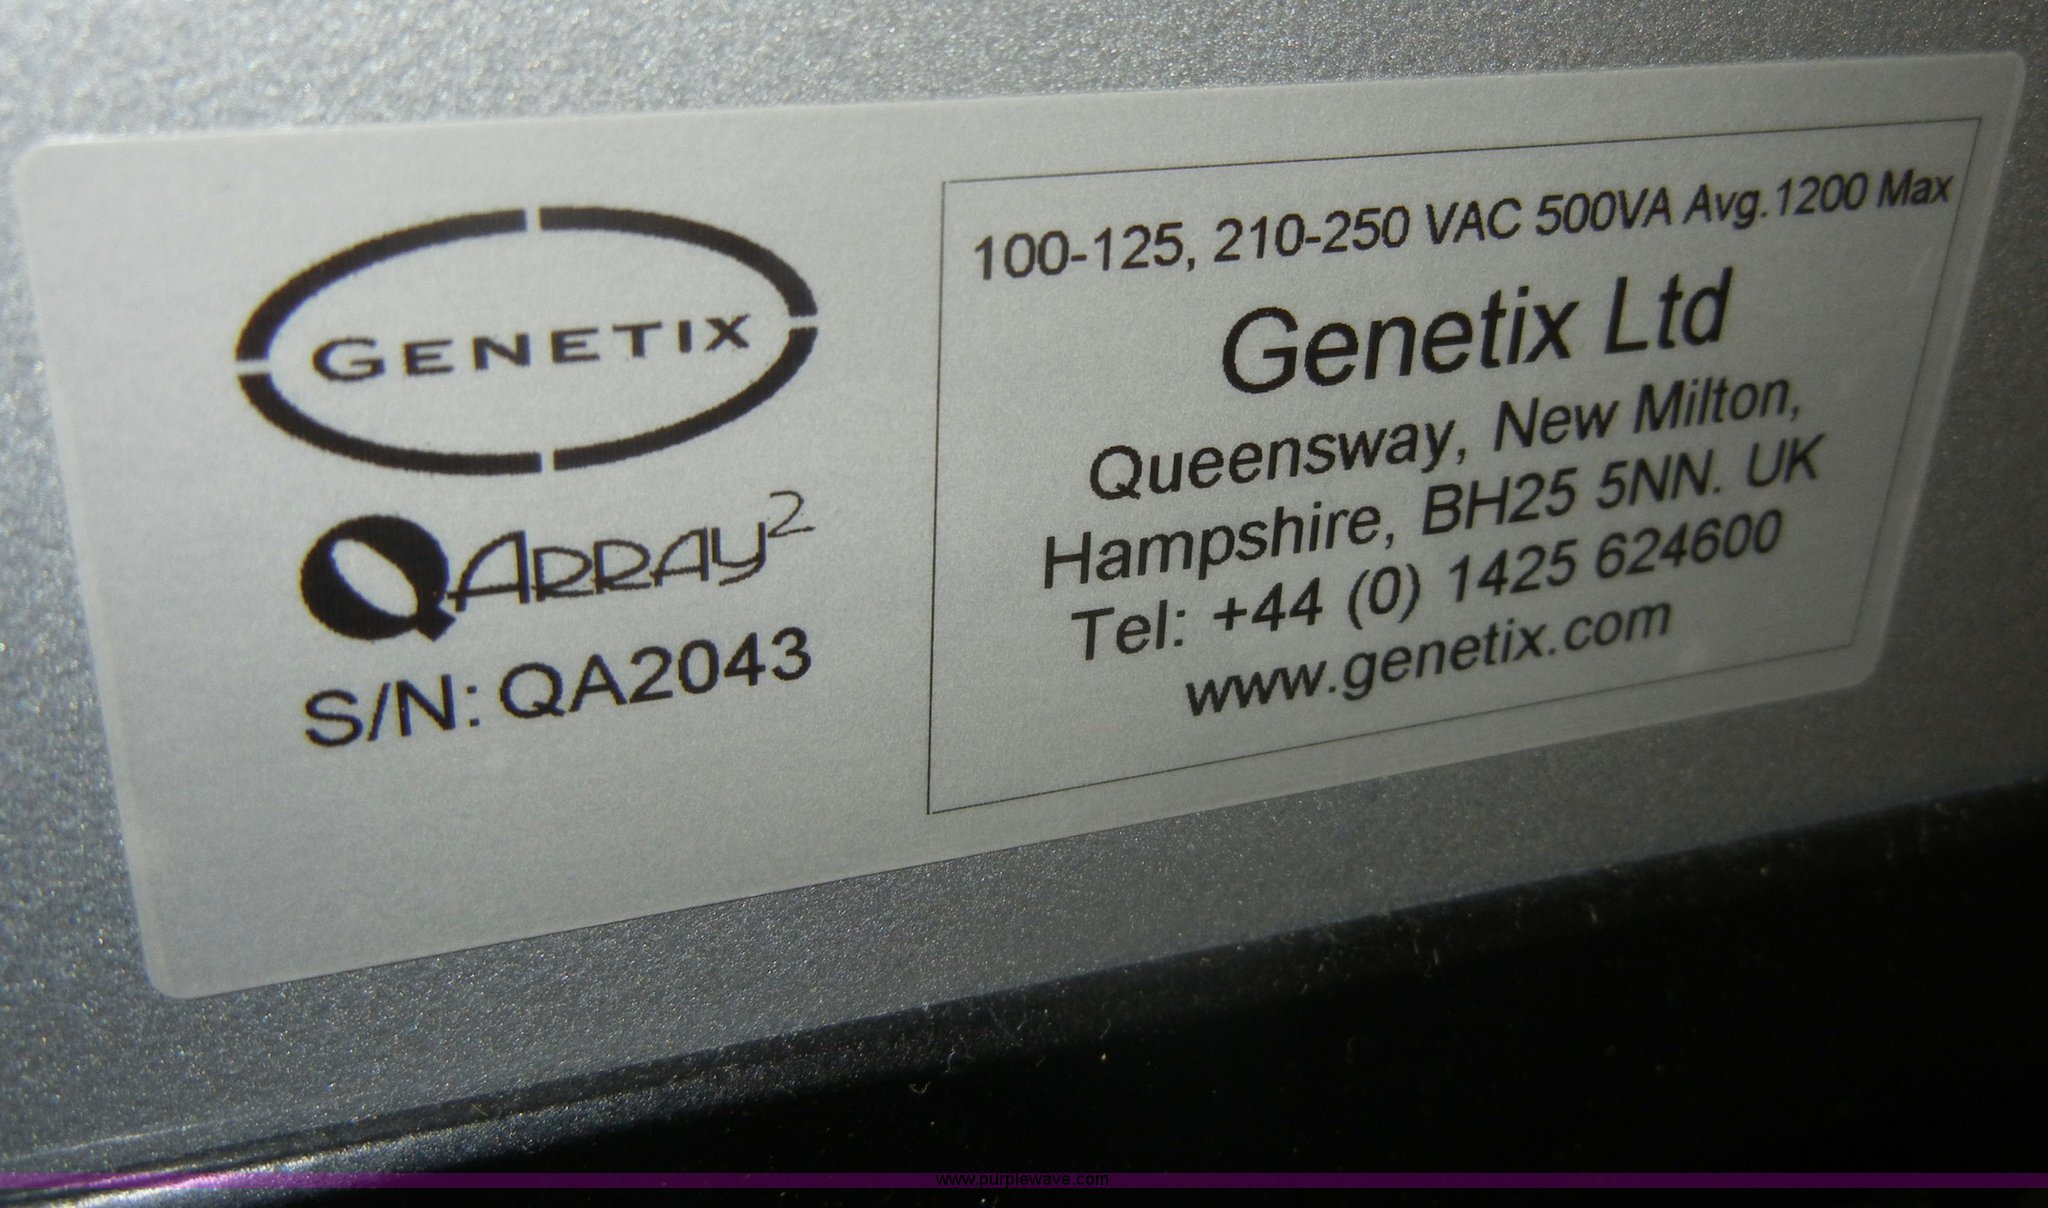 GENETIX
QARRAY2
S/N: QA2043
100-125, 210-250 VAC 500VA Avg.1200 Max
Genetix Ltd
Queensway, New Milton,
Hampshire, BH25 5NN. UK
Tel: +44 (0) 1425 624600
www.genetix.com
www.purplewave.com